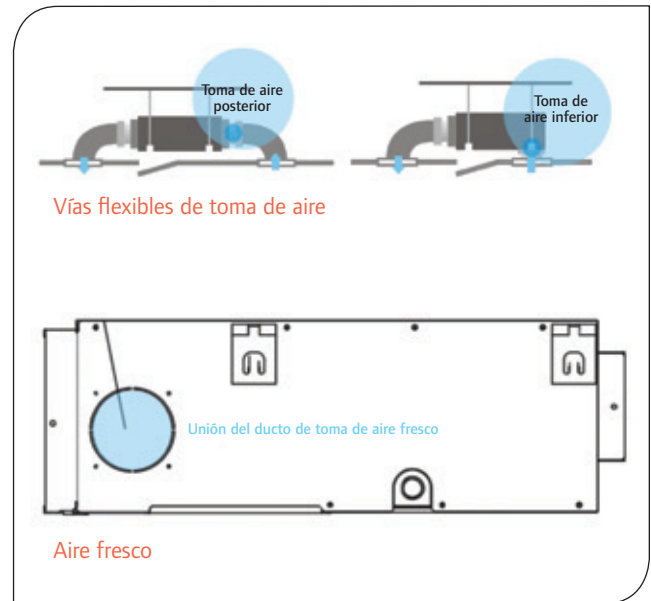 Toma de aire
posterior
Toma de
aire inferior
Vías flexibles de toma de aire
Unión del ducto de toma de aire fresco
Aire fresco